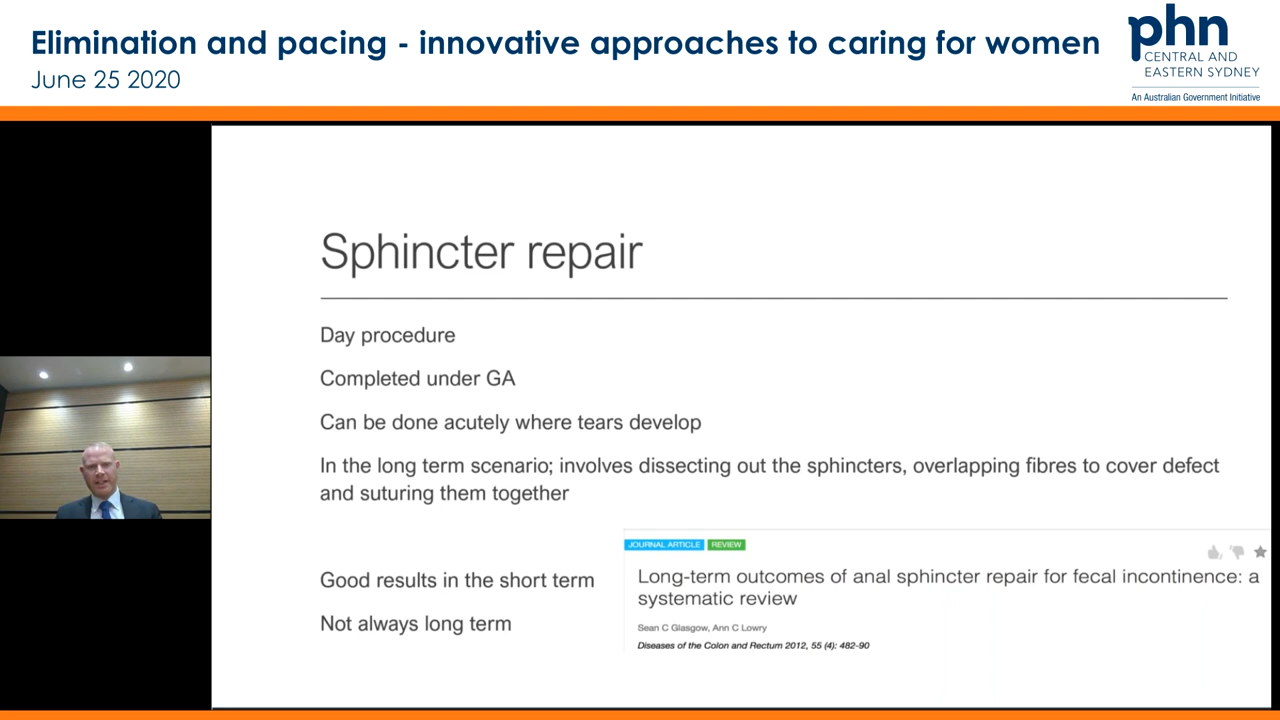 Elimination and pacing - innovative approaches to caring for women
June 25 2020
phn
CENTRAL AND
EASTERN SYDNEY
An Australian Government Initiative
Sphincter repair
Day procedure
Completed under GA
Can be done acutely where tears develop
In the long term scenario; involves dissecting out the sphincters, overlapping fibres to cover defect
and suturing them together
Good results in the short term
Not always long term
JOURNAL ARTICLE REVIEW
Long-term outcomes of anal sphincter repair for fecal incontinence: a
systematic review
Sean C Glasgow, Ann C Lowry
Diseases of the Colon and Rectum 2012, 55 (4): 482-90